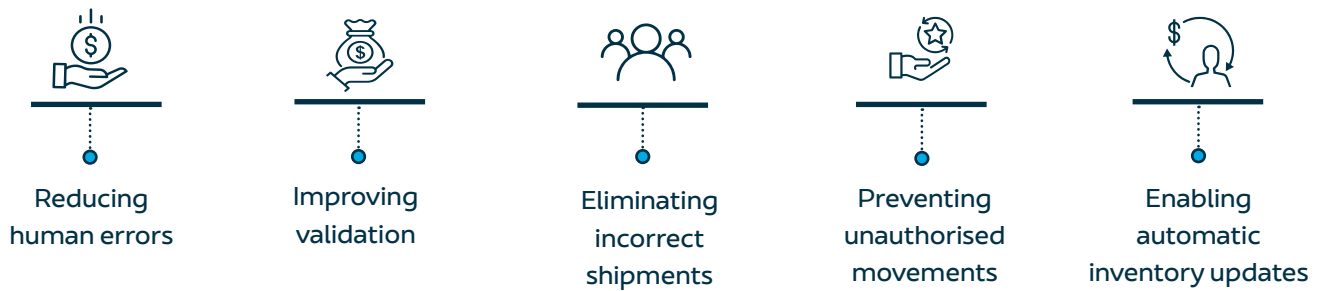 $
$
$
Reducing
human errors
Improving
validation
Eliminating
incorrect
shipments
Preventing
unauthorised
movements
Enabling
automatic
inventory updates